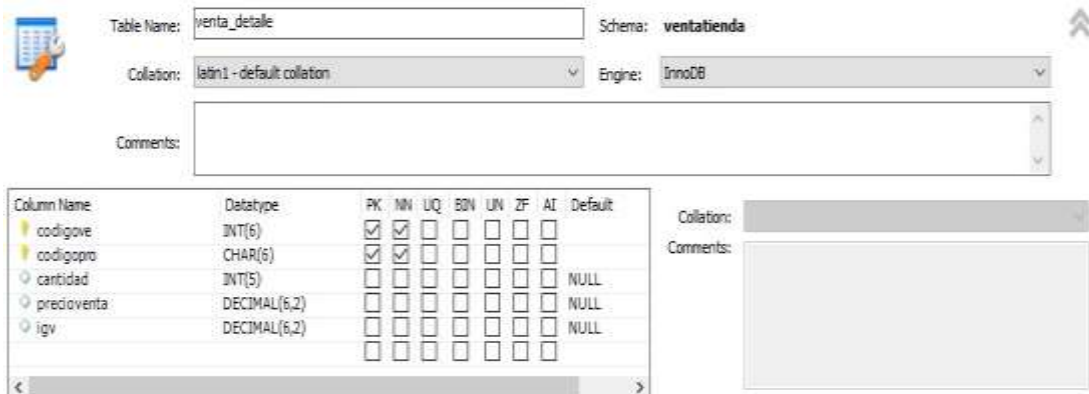 Table Name: venta_detalle Schema: ventatienda
Collation: latin1 - default collation Engine: InnoDB
Comments:
Column Name Datatype PK NN UQ BIN UN ZF AI Default
codigove INT(6)
codigopro CHAR(6)
cantidad INT(5) NULL
precioventa DECIMAL(6,2) NULL
igv DECIMAL(6,2) NULL
Collation:
Comments: